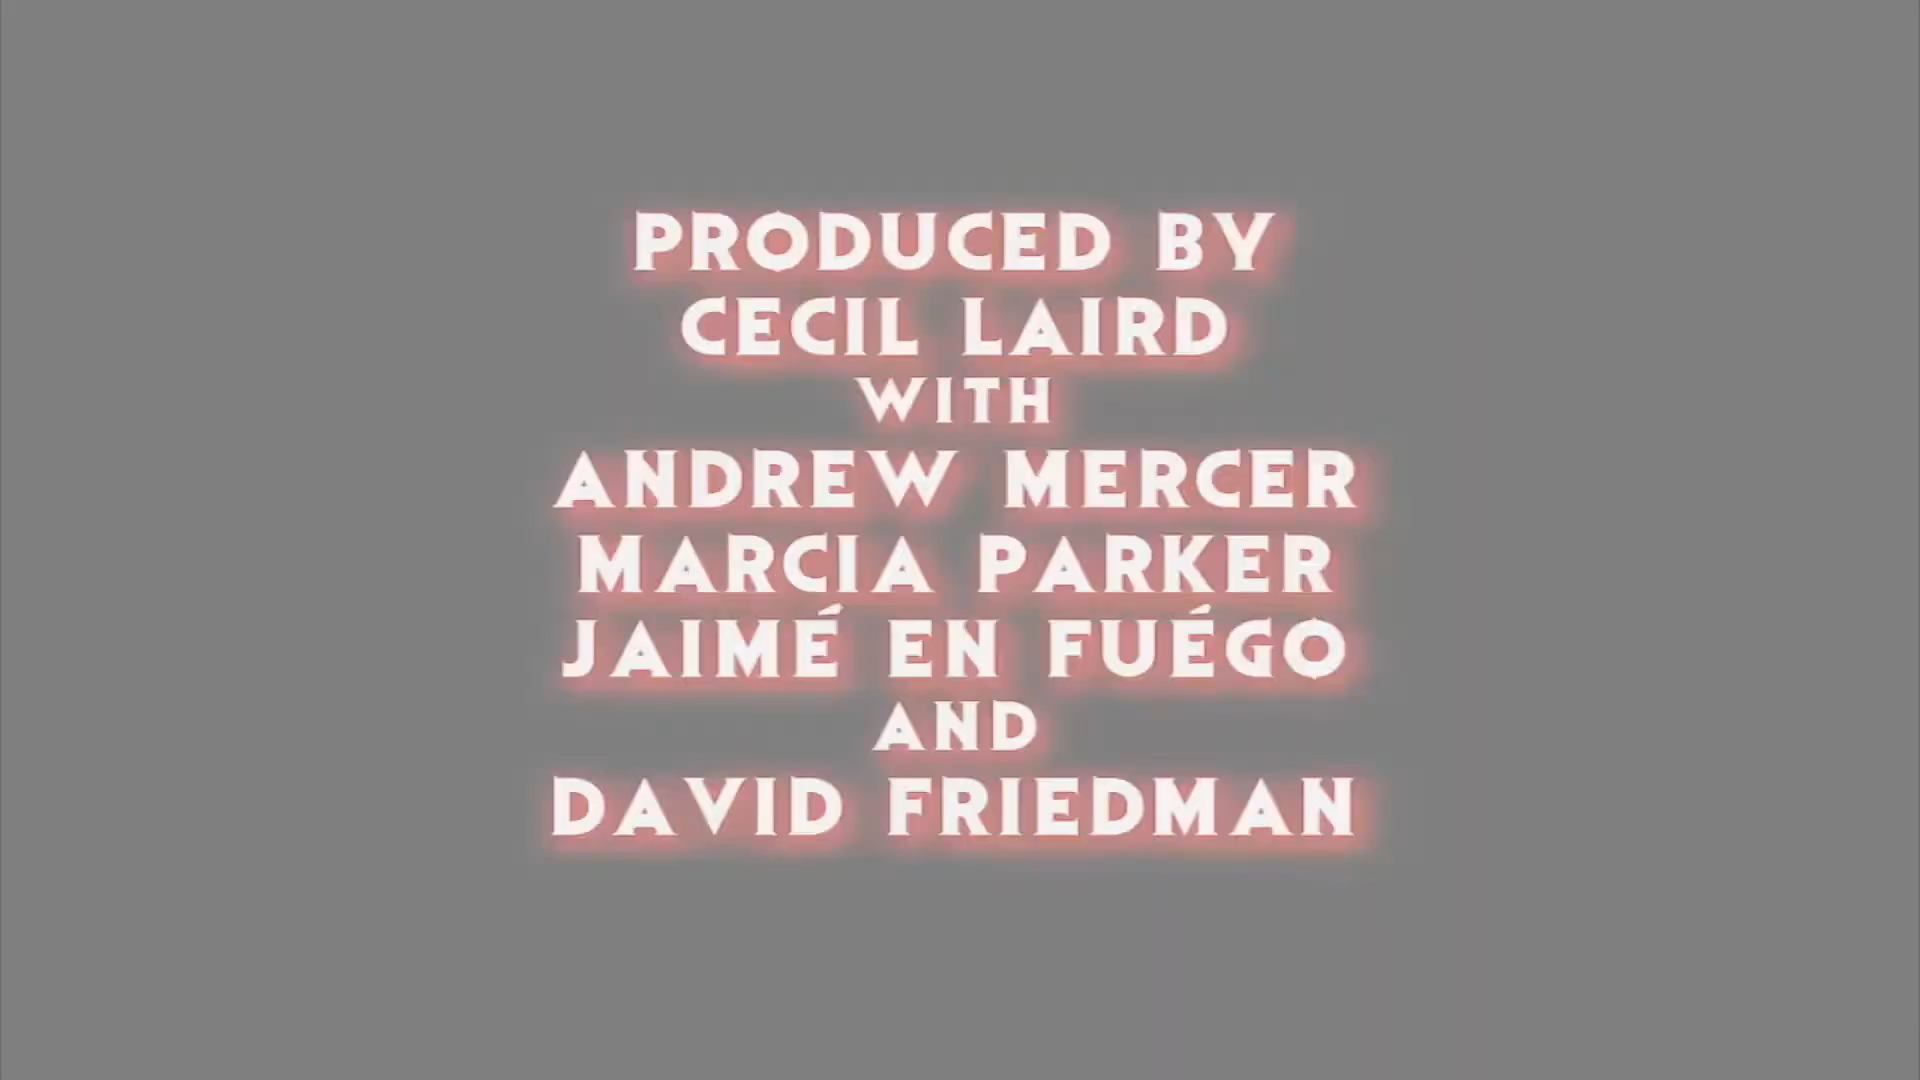 PRODUCED BY
CECIL LAIRD
WITH
ANDREW MERCER
MARCIA PARKER
JAIMÉ EN FUÉGO
AND
DAVID FRIEDMAN